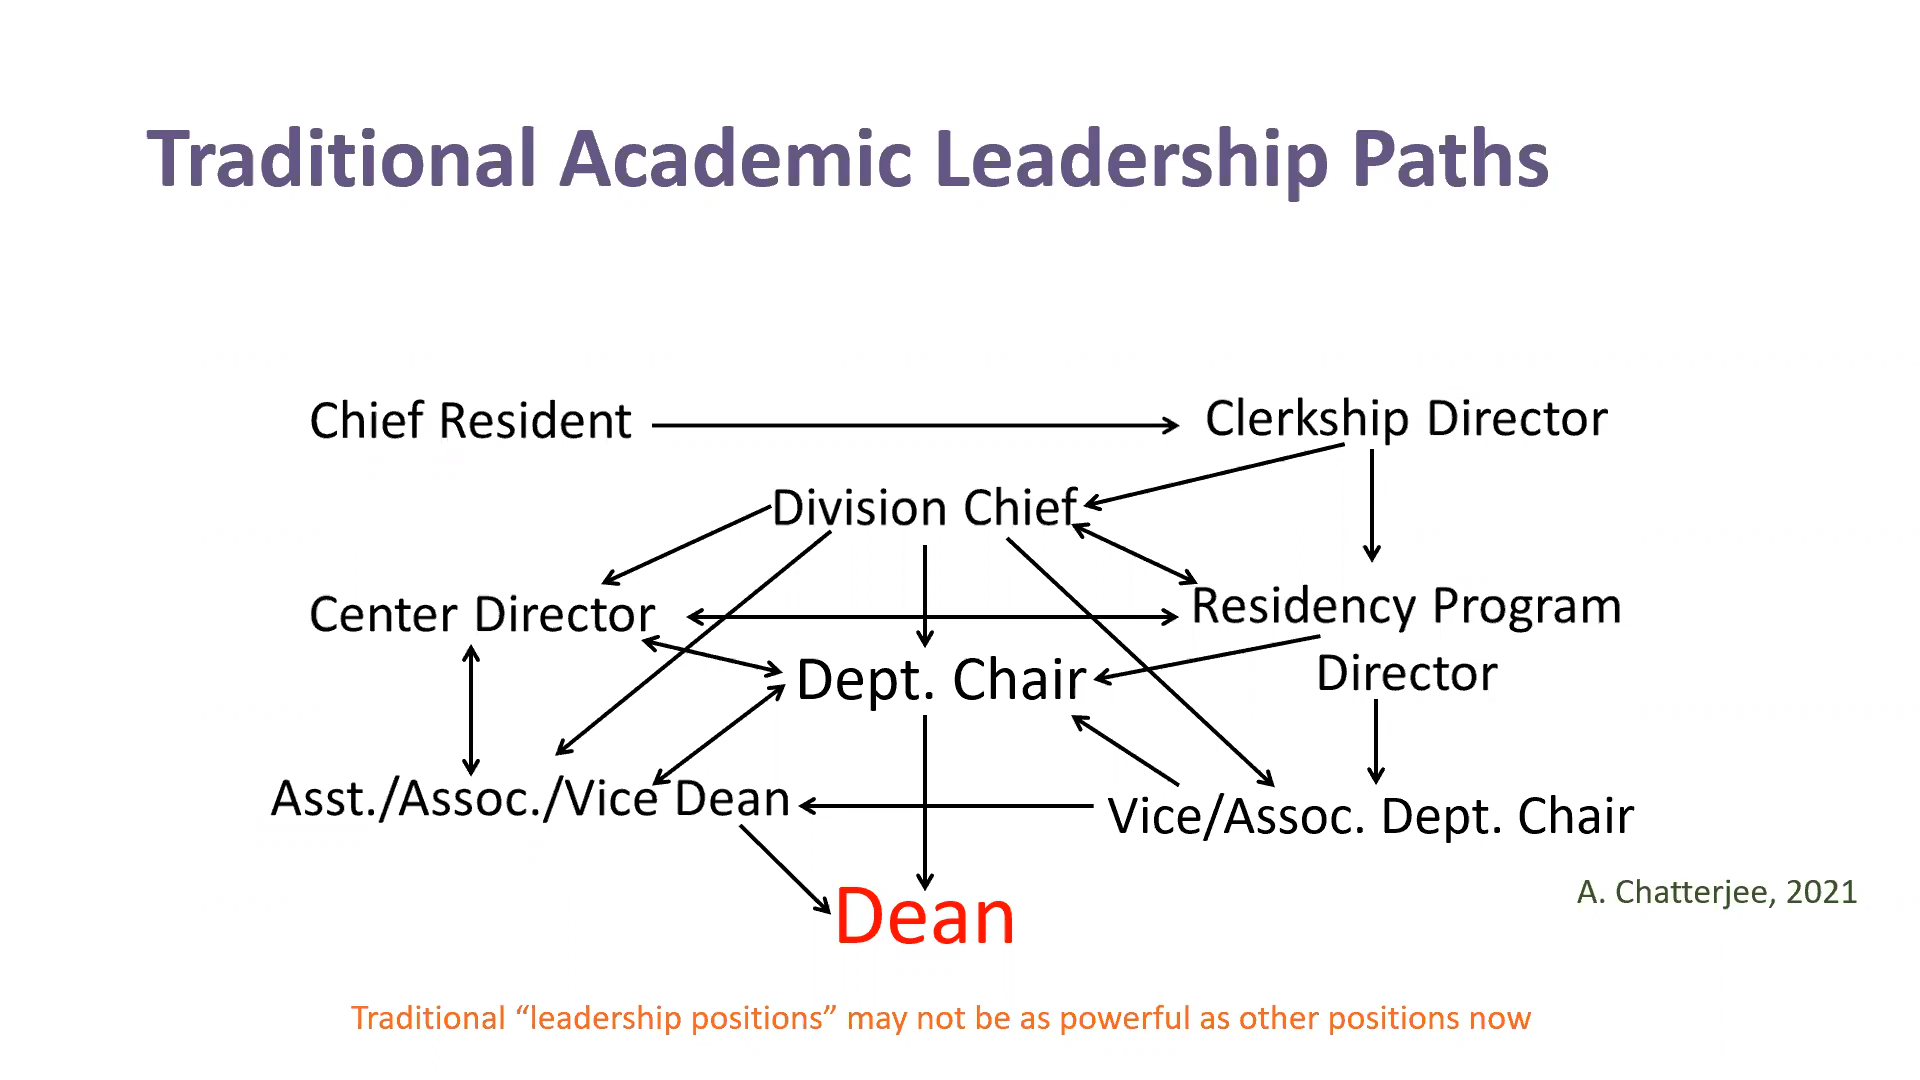 Traditional Academic Leadership Paths
Chief Resident
Clerkship Director
Division Chief
Center Director
Residency Program
Director
Dept. Chair
Asst./Assoc./Vice Dean
Vice/Assoc. Dept. Chair
A. Chatterjee, 2021
Dean
Traditional “leadership positions” may not be as powerful as other positions now